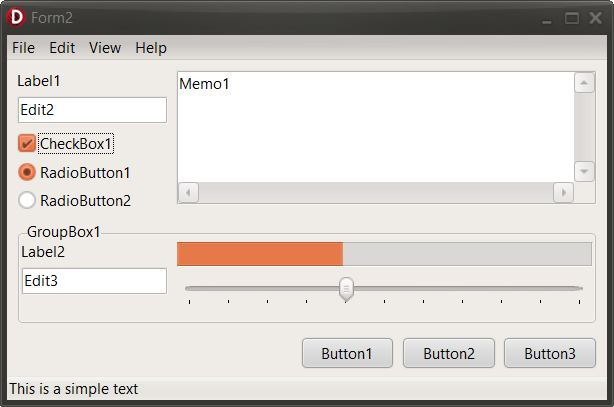 Form2
File Edit View Help
Label1
Memo1
Edit2
CheckBox1
RadioButton1
RadioButton2
GroupBox1
Label2
Edit3
Button1 Button2 Button3
This is a simple text